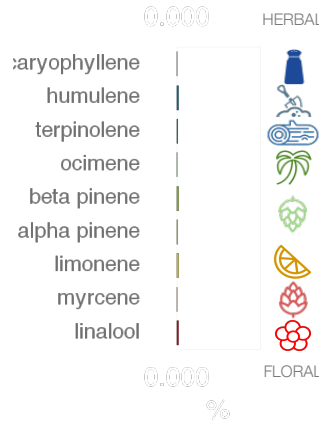 0.000 HERBAL
caryophyllene
humulene
terpinolene
ocimene
beta pinene
alpha pinene
limonene
myrcene
linalool
0.000 FLORAL
%